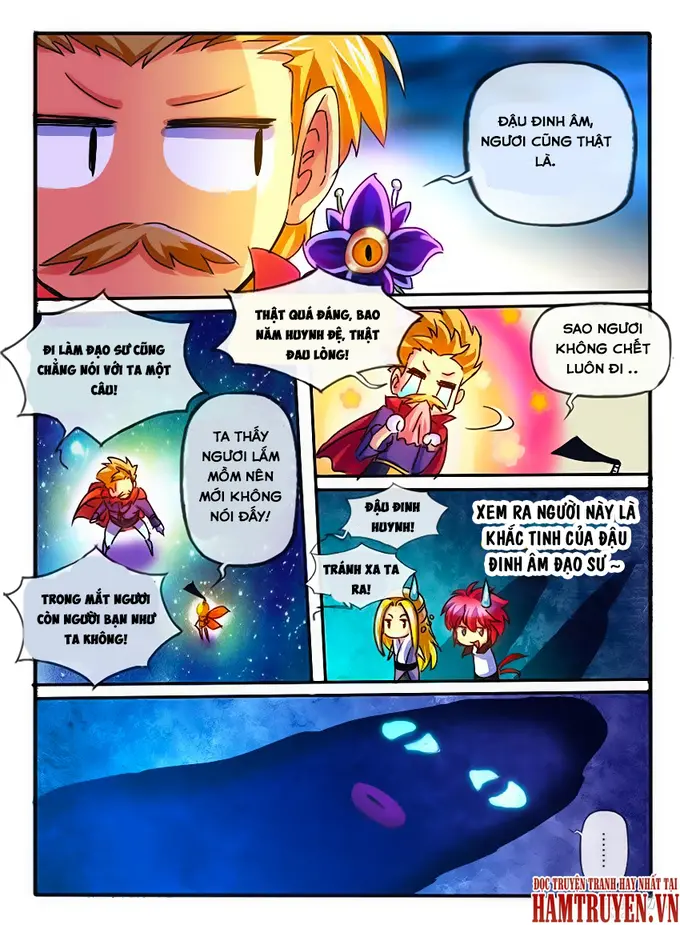 ĐẬU ĐINH ÂM,
NGƯƠI CŨNG THẬT
LÀ.
THẬT QUÁ ĐÁNG, BAO
NĂM HUYNH ĐỆ, THẬT
ĐAU LÒNG!
SAO NGƯƠI
KHÔNG CHẾT
LUÔN ĐI ..
ĐI LÀM ĐẠO SƯ CŨNG
CHẲNG NÓI VỚI TA MỘT
CÂU!
TA THẤY
NGƯƠI LẮM
MỒM NÊN
MỚI KHÔNG
NÓI ĐẤY!
TRONG MẮT NGƯƠI
CÒN NGƯỜI BẠN NHƯ
TA KHÔNG!
ĐẬU ĐINH
HUYNH!
TRÁNH XA TA
RA!
XEM RA NGƯỜI NÀY LÀ
KHẮC TINH CỦA ĐẬU
ĐINH ÂM ĐẠO SƯ ~
.......
ĐỌC TRUYỆN TRANH HAY NHẤT TẠI
HAMTRUYEN.VN